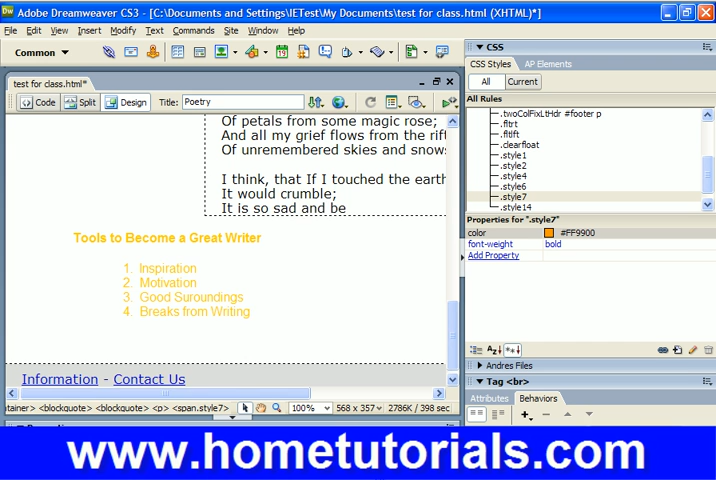 Adobe Dreamweaver CS3 - [C:\Documents and Settings\IETest\My Documents\test for class.html (XHTML)*]
File Edit View Insert Modify Text Commands Site Window Help
Common
CSS
CSS Styles AP Elements
test for class.html*
All Current
Code Split Design Title: Poetry
All Rules
.twoColFixLtHdr #footer p
.fltrt
.fltlft
.clearfloat
.style1
.style2
.style4
.style6
.style7
.style14
Of petals from some magic rose;
And all my grief flows from the rift
Of unremembered skies and snows
I think, that If I touched the earth
It would crumble;
It is so sad and be
Properties for ".style7"
color #FF9900
font-weight bold
Add Property
Tools to Become a Great Writer
1. Inspiration
2. Motivation
3. Good Suroundings
4. Breaks from Writing
Andres Files
Information - Contact Us
Tag <br>
Attributes Behaviors
<blockquote> <blockquote> <p> <span.style7> 100% 568 x 357 2786K / 398 sec
www.hometutorials.com